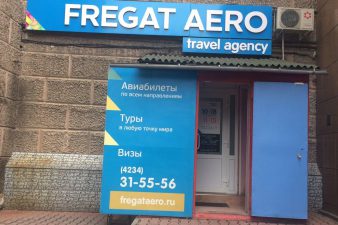 FREGAT AERO
travel agency
Авиабилеты
по всем направлениям
Туры
в любую точку мира
Визы
(4234)
31-55-56
fregataero.ru